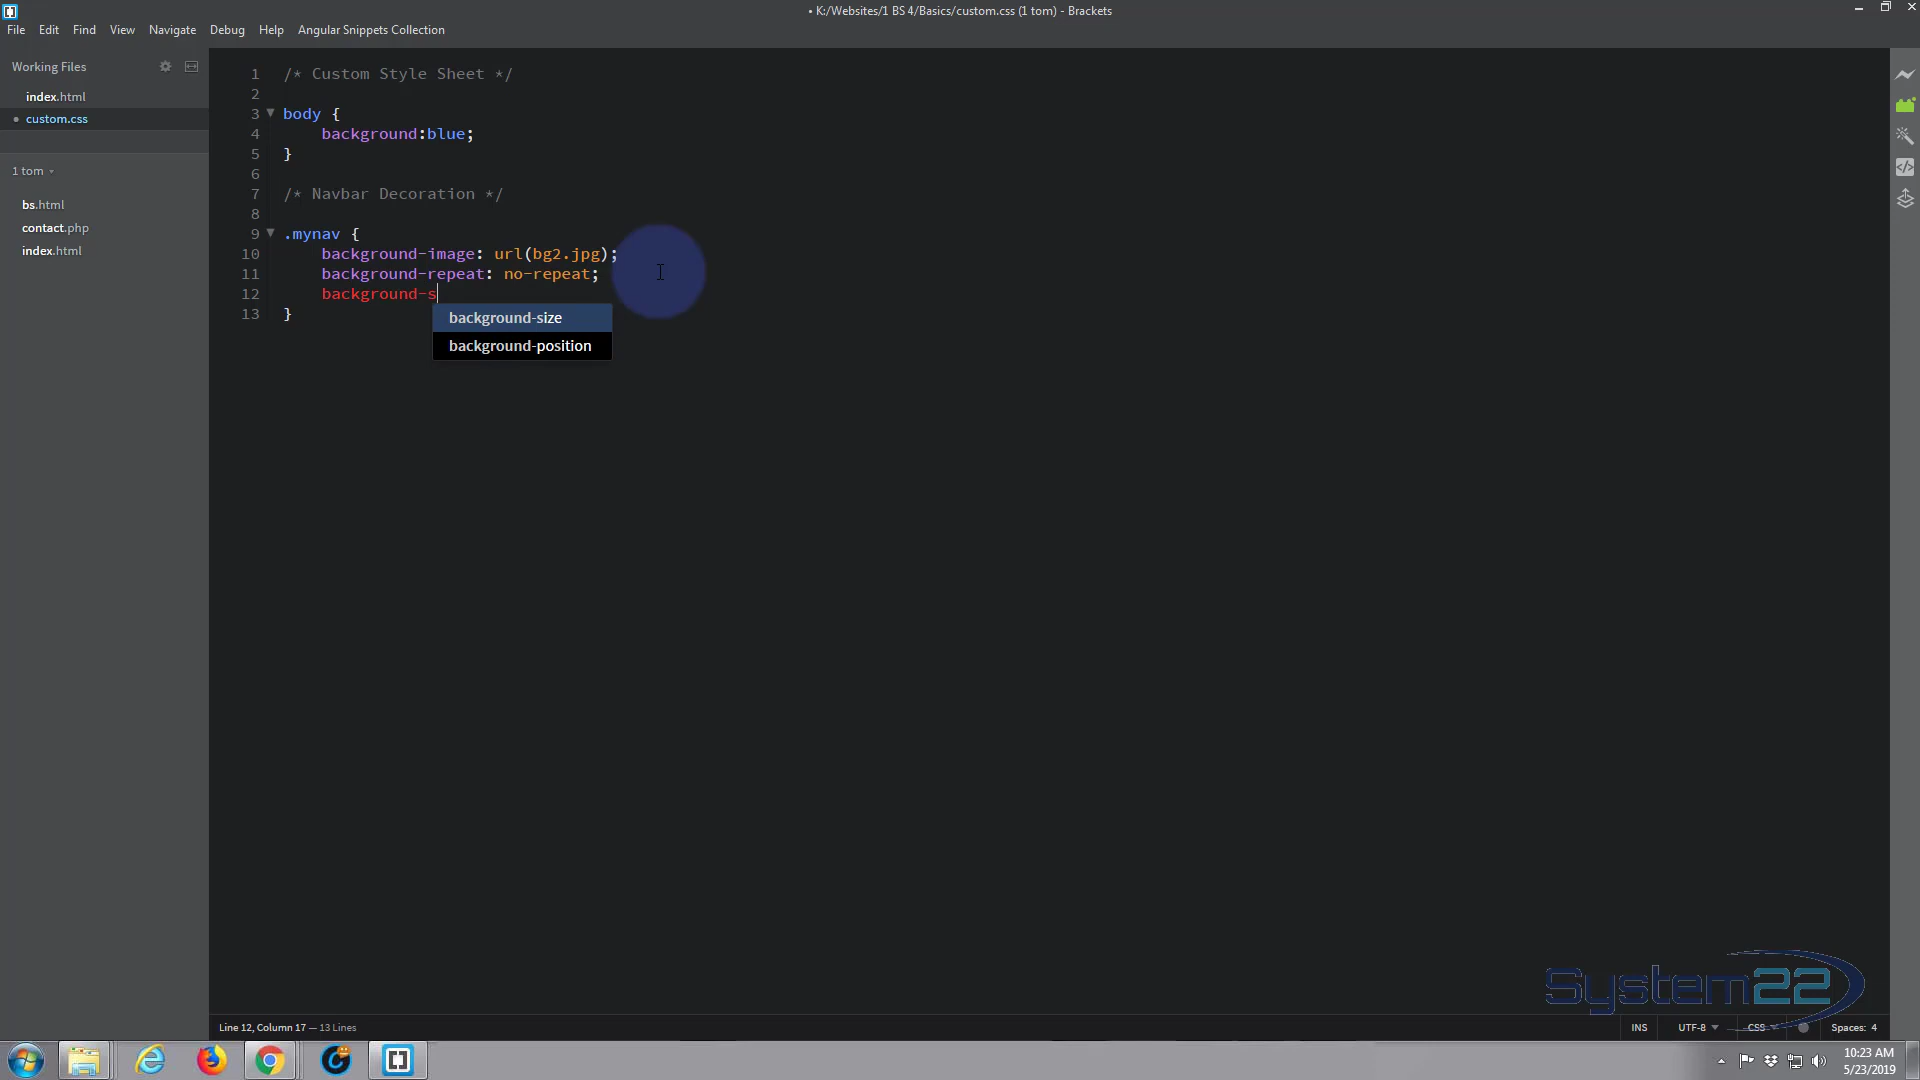 • K:/Websites/1 BS 4/Basics/custom.css (1 tom) - Brackets
File Edit Find View Navigate Debug Help Angular Snippets Collection
Working Files
index.html
• custom.css
1 tom
bs.html
contact.php
index.html
1 /* Custom Style Sheet */
2
3 body {
4 background:blue;
5 }
6
7 /* Navbar Decoration */
8
9 .mynav {
10 background-image: url(bg2.jpg);
11 background-repeat: no-repeat;
12 background-s
13 }
background-size
background-position
System22
Line 12, Column 17 — 13 Lines
INS UTF-8 CSS Spaces: 4
10:23 AM
5/23/2019